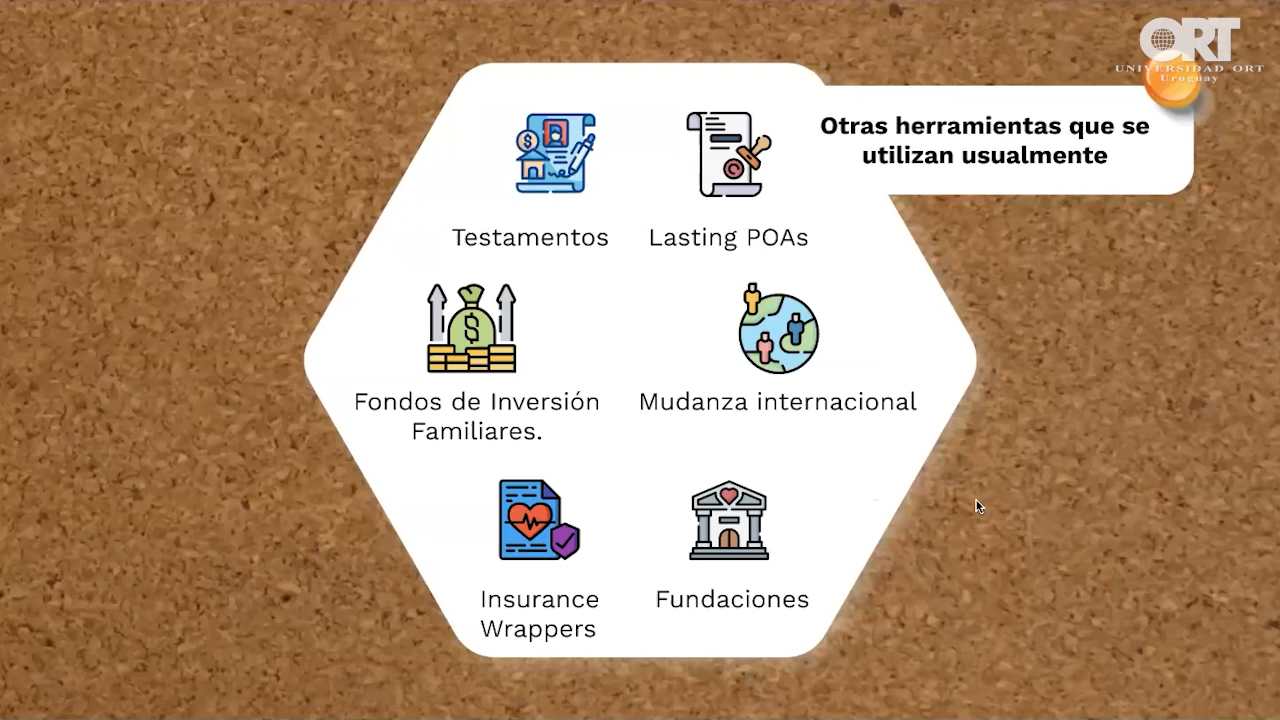 ORT
UNIVERSIDAD ORT
Uruguay
Otras herramientas que se
utilizan usualmente
Testamentos
Lasting POAs
Fondos de Inversión
Familiares.
Mudanza internacional
Insurance
Wrappers
Fundaciones